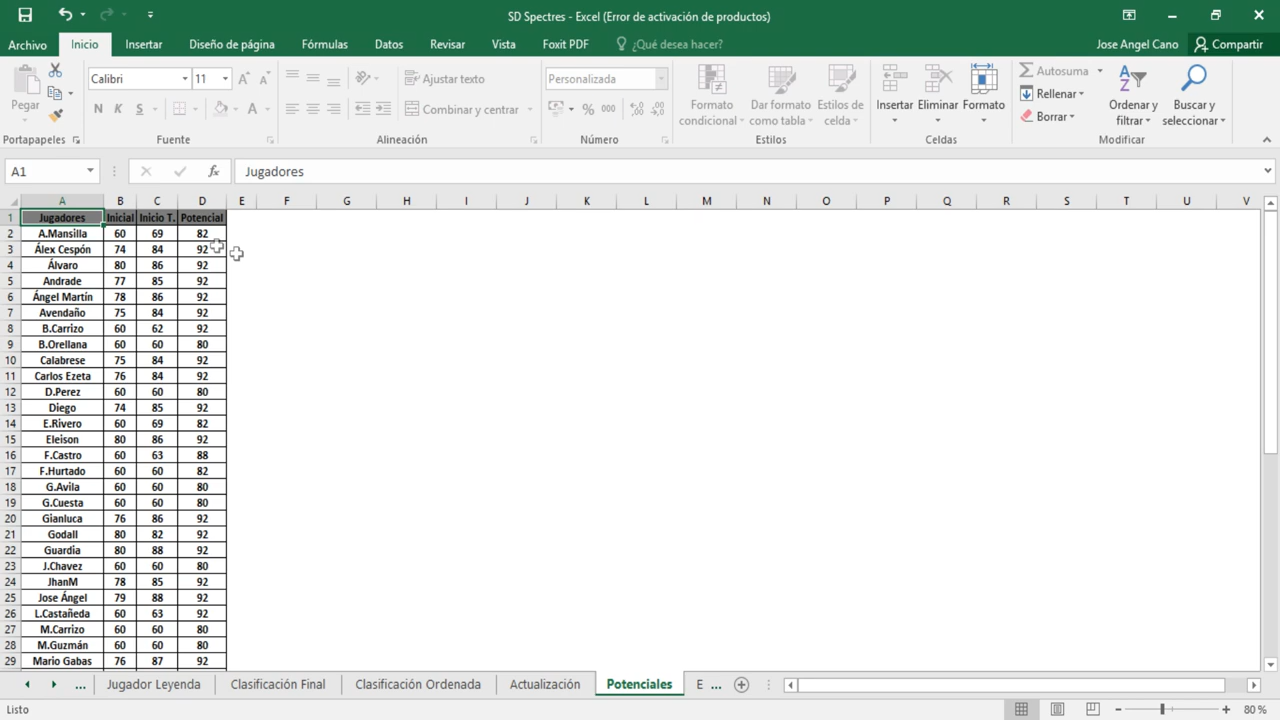 SD Spectres - Excel (Error de activación de productos)
Archivo Inicio Insertar Diseño de página Fórmulas Datos Revisar Vista Foxit PDF ¿Qué desea hacer? Jose Angel Cano Compartir
Pegar
Calibri 11
N K S
Ajustar texto
Combinar y centrar
Personalizada
% 000
Formato condicional
Dar formato como tabla
Estilos de celda
Insertar Eliminar Formato
Autosuma
Rellenar
Borrar
Ordenar y filtrar
Buscar y seleccionar
Portapapeles Fuente Alineación Número Estilos Celdas Modificar
A1 fx Jugadores
A B C D E F G H I J K L M N O P Q R S T U V
1 Jugadores Inicial Inicio T. Potencial
2 A.Mansilla 60 69 82
3 Álex Cespón 74 84 92
4 Álvaro 80 86 92
5 Andrade 77 85 92
6 Ángel Martín 78 86 92
7 Avendaño 75 84 92
8 B.Carrizo 60 62 92
9 B.Orellana 60 60 80
10 Calabrese 75 84 92
11 Carlos Ezeta 76 84 92
12 D.Perez 60 60 80
13 Diego 74 85 92
14 E.Rivero 60 69 82
15 Eleison 80 86 92
16 F.Castro 60 63 88
17 F.Hurtado 60 60 82
18 G.Avila 60 60 80
19 G.Cuesta 60 60 80
20 Gianluca 76 86 92
21 Godall 80 82 92
22 Guardia 80 88 92
23 J.Chavez 60 60 80
24 JhanM 78 85 92
25 Jose Ángel 79 88 92
26 L.Castañeda 60 63 92
27 M.Carrizo 60 60 80
28 M.Guzmán 60 60 80
29 Mario Gabas 76 87 92
... Jugador Leyenda Clasificación Final Clasificación Ordenada Actualización Potenciales E ...
Listo 80 %